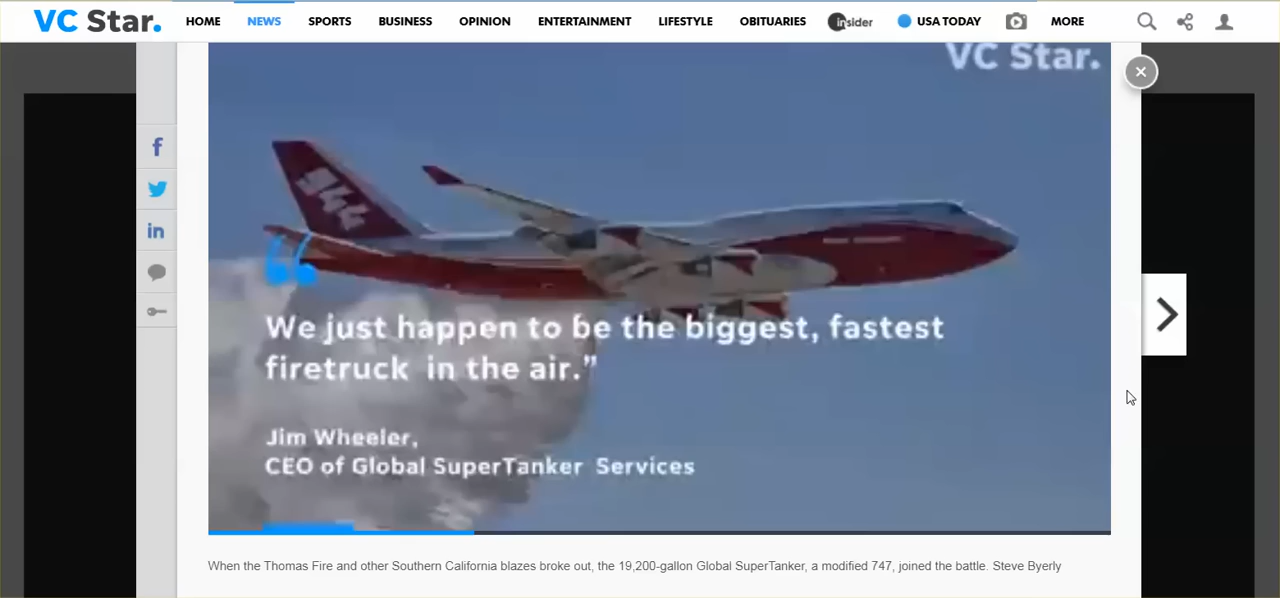 VC Star. HOME NEWS SPORTS BUSINESS OPINION ENTERTAINMENT LIFESTYLE OBITUARIES insider USA TODAY MORE
VC Star.
944
“
We just happen to be the biggest, fastest
firetruck in the air.”
Jim Wheeler,
CEO of Global SuperTanker Services
When the Thomas Fire and other Southern California blazes broke out, the 19,200-gallon Global SuperTanker, a modified 747, joined the battle. Steve Byerly